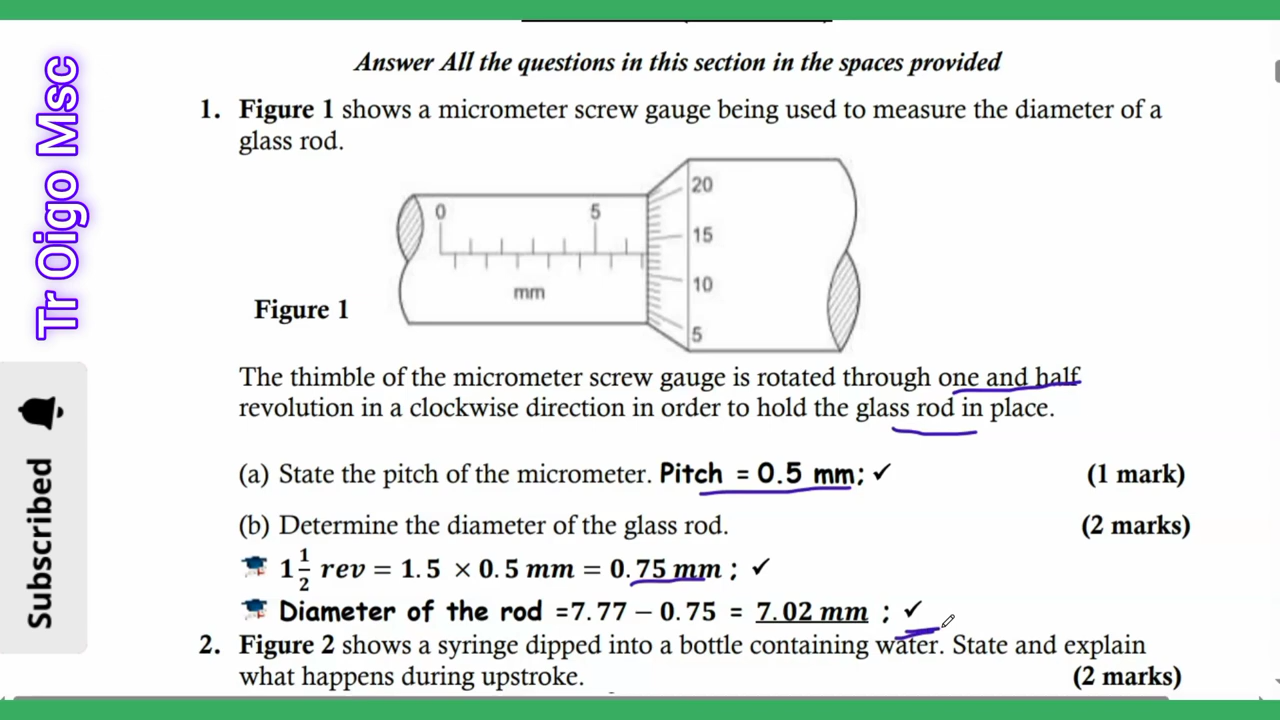 Tr Oigo Msc
Subscribed
Answer All the questions in this section in the spaces provided
1. Figure 1 shows a micrometer screw gauge being used to measure the diameter of a
glass rod.
0 5
mm
20
15
10
5
Figure 1
The thimble of the micrometer screw gauge is rotated through one and half
revolution in a clockwise direction in order to hold the glass rod in place.
(a) State the pitch of the micrometer. Pitch = 0.5 mm; ✓ (1 mark)
(b) Determine the diameter of the glass rod. (2 marks)
1 1/2 rev = 1.5 × 0.5 mm = 0.75 mm ; ✓
Diameter of the rod =7.77 − 0.75 = 7.02 mm ; ✓
2. Figure 2 shows a syringe dipped into a bottle containing water. State and explain
what happens during upstroke. (2 marks)